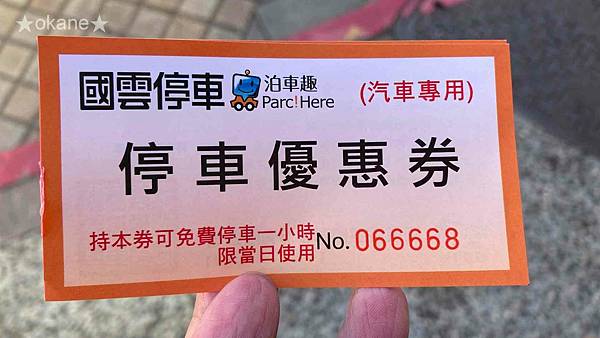 ★okane★
國雲停車 泊車趣 (汽車專用)
Parc!Here
停車優惠券
持本券可免費停車一小時
限當日使用
No. 066668